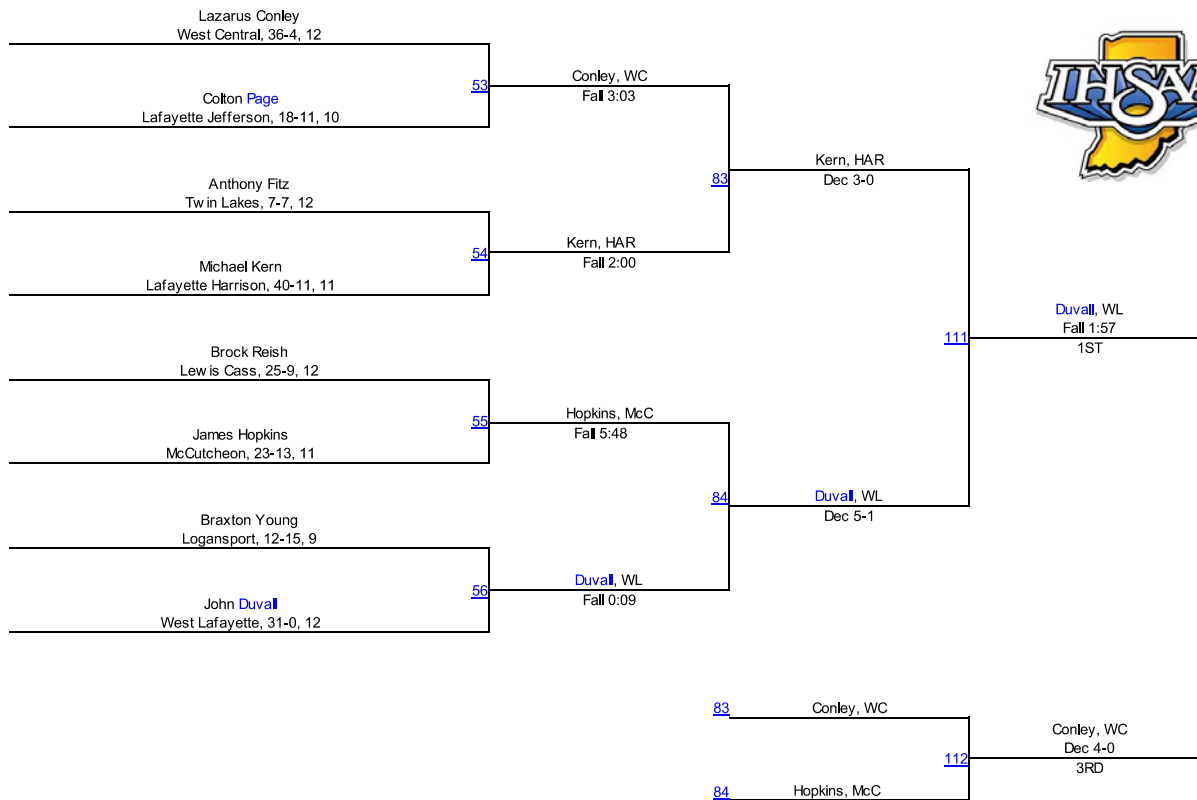 Lazarus Conley
West Central, 36-4, 12
53
Colton Page
Lafayette Jefferson, 18-11, 10
Conley, WC
Fall 3:03
IHSAA
83
Kern, HAR
Dec 3-0
Anthony Fitz
Twin Lakes, 7-7, 12
54
Michael Kern
Lafayette Harrison, 40-11, 11
Kern, HAR
Fall 2:00
111
Duvall, WL
Fall 1:57
1ST
Brock Reish
Lewis Cass, 25-9, 12
55
James Hopkins
McCutcheon, 23-13, 11
Hopkins, McC
Fall 5:48
84
Duvall, WL
Dec 5-1
Braxton Young
Logansport, 12-15, 9
56
John Duvall
West Lafayette, 31-0, 12
Duvall, WL
Fall 0:09
83
Conley, WC
112
84
Hopkins, McC
Conley, WC
Dec 4-0
3RD